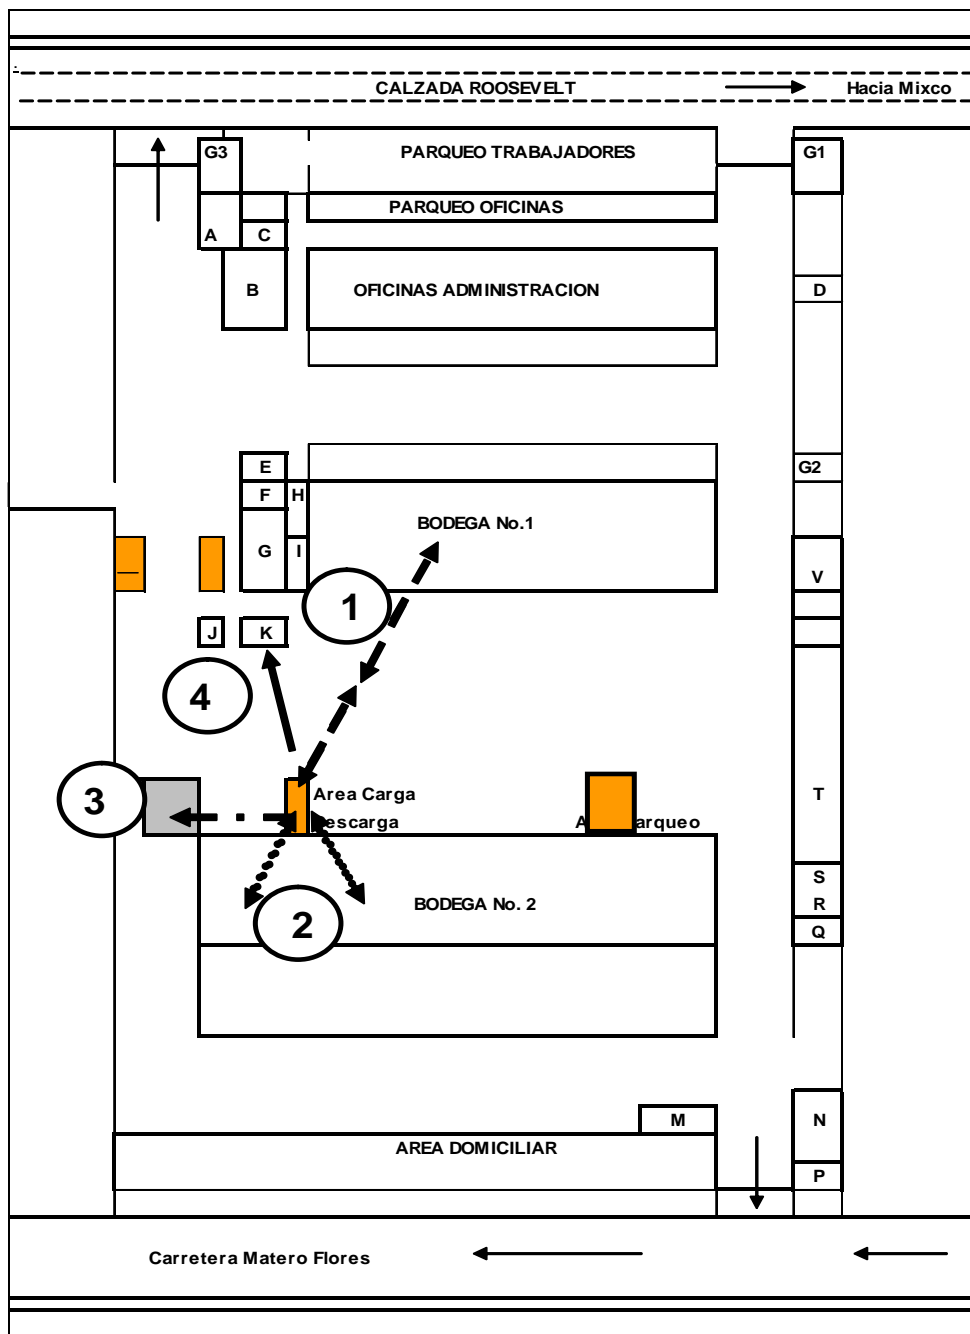 CALZADA ROOSEVELT
Hacia Mixco
G3
PARQUEO TRABAJADORES
G1
PARQUEO OFICINAS
A
C
B
OFICINAS ADMINISTRACION
D
E
G2
F
H
BODEGA No.1
G
I
V
1
J
K
4
3
Area Carga
T
escarga
A
arqueo
S
BODEGA No. 2
R
2
Q
M
N
AREA DOMICILIAR
P
Carretera Matero Flores